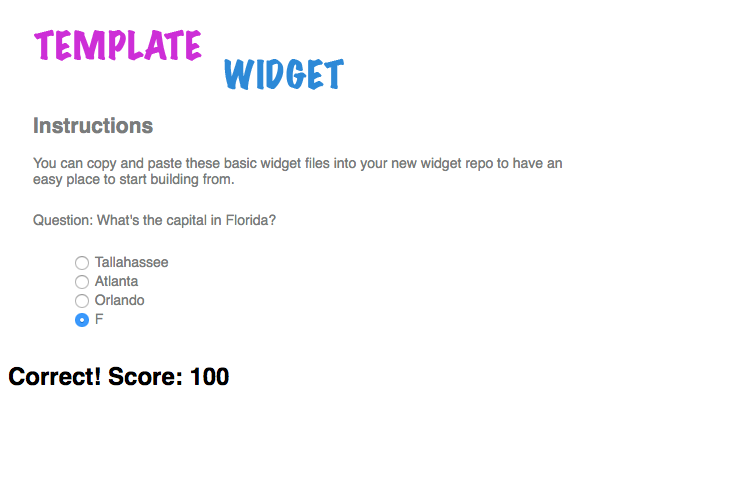 TEMPLATE
WIDGET
Instructions
You can copy and paste these basic widget files into your new widget repo to have an
easy place to start building from.
Question: What's the capital in Florida?
Tallahassee
Atlanta
Orlando
F
Correct! Score: 100